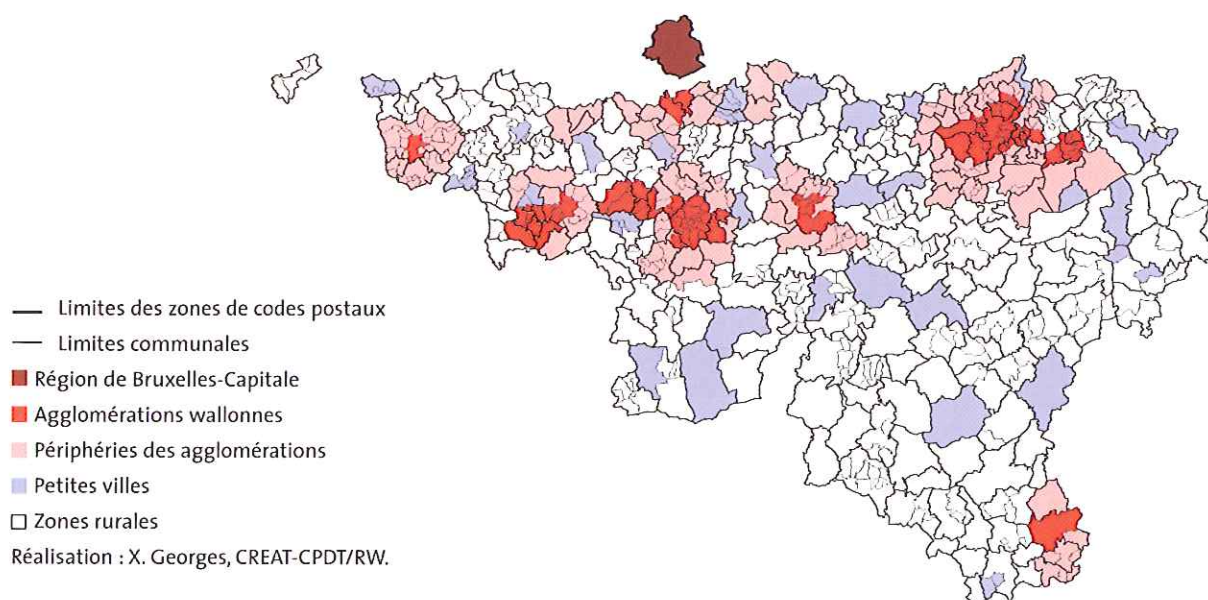 Limites des zones de codes postaux
Limites communales
Région de Bruxelles-Capitale
Agglomérations wallonnes
Périphéries des agglomérations
Petites villes
Zones rurales
Réalisation : X. Georges, CREAT-CPDT/RW.